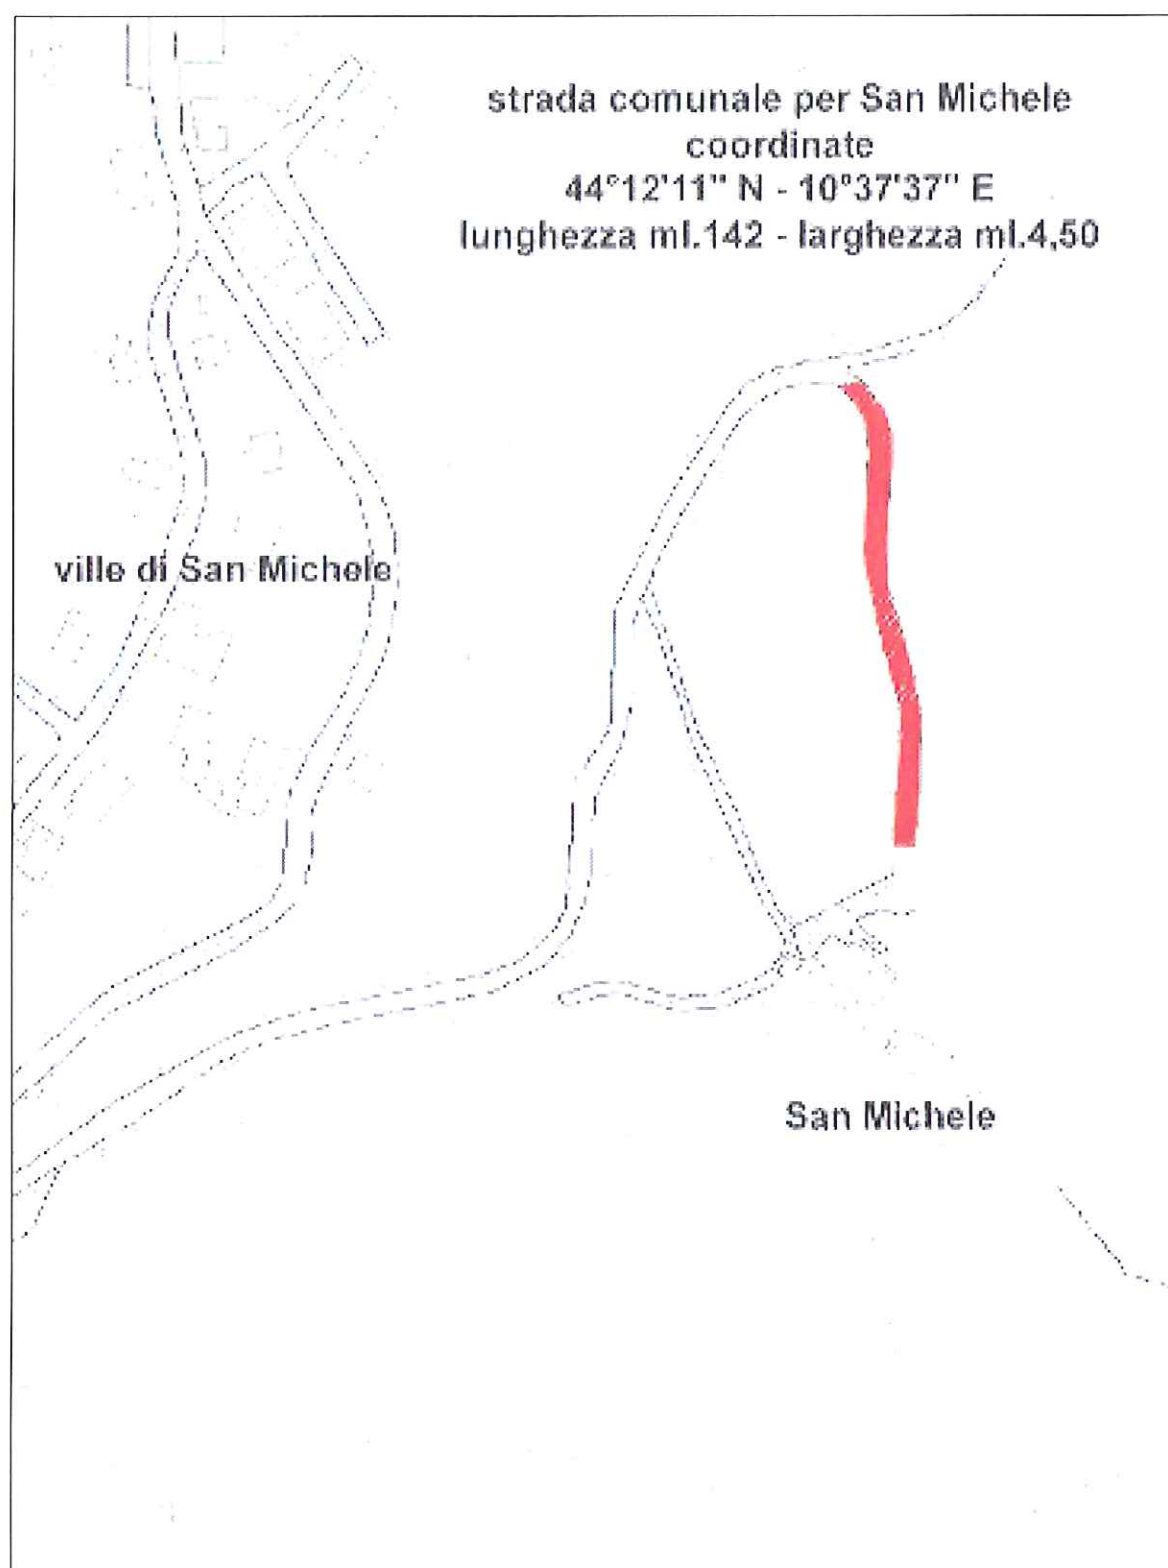 strada comunale per San Michele
coordinate
44°12'11" N - 10°37'37" E
lunghezza ml.142 - larghezza ml.4,50
ville di San Michele
San Michele